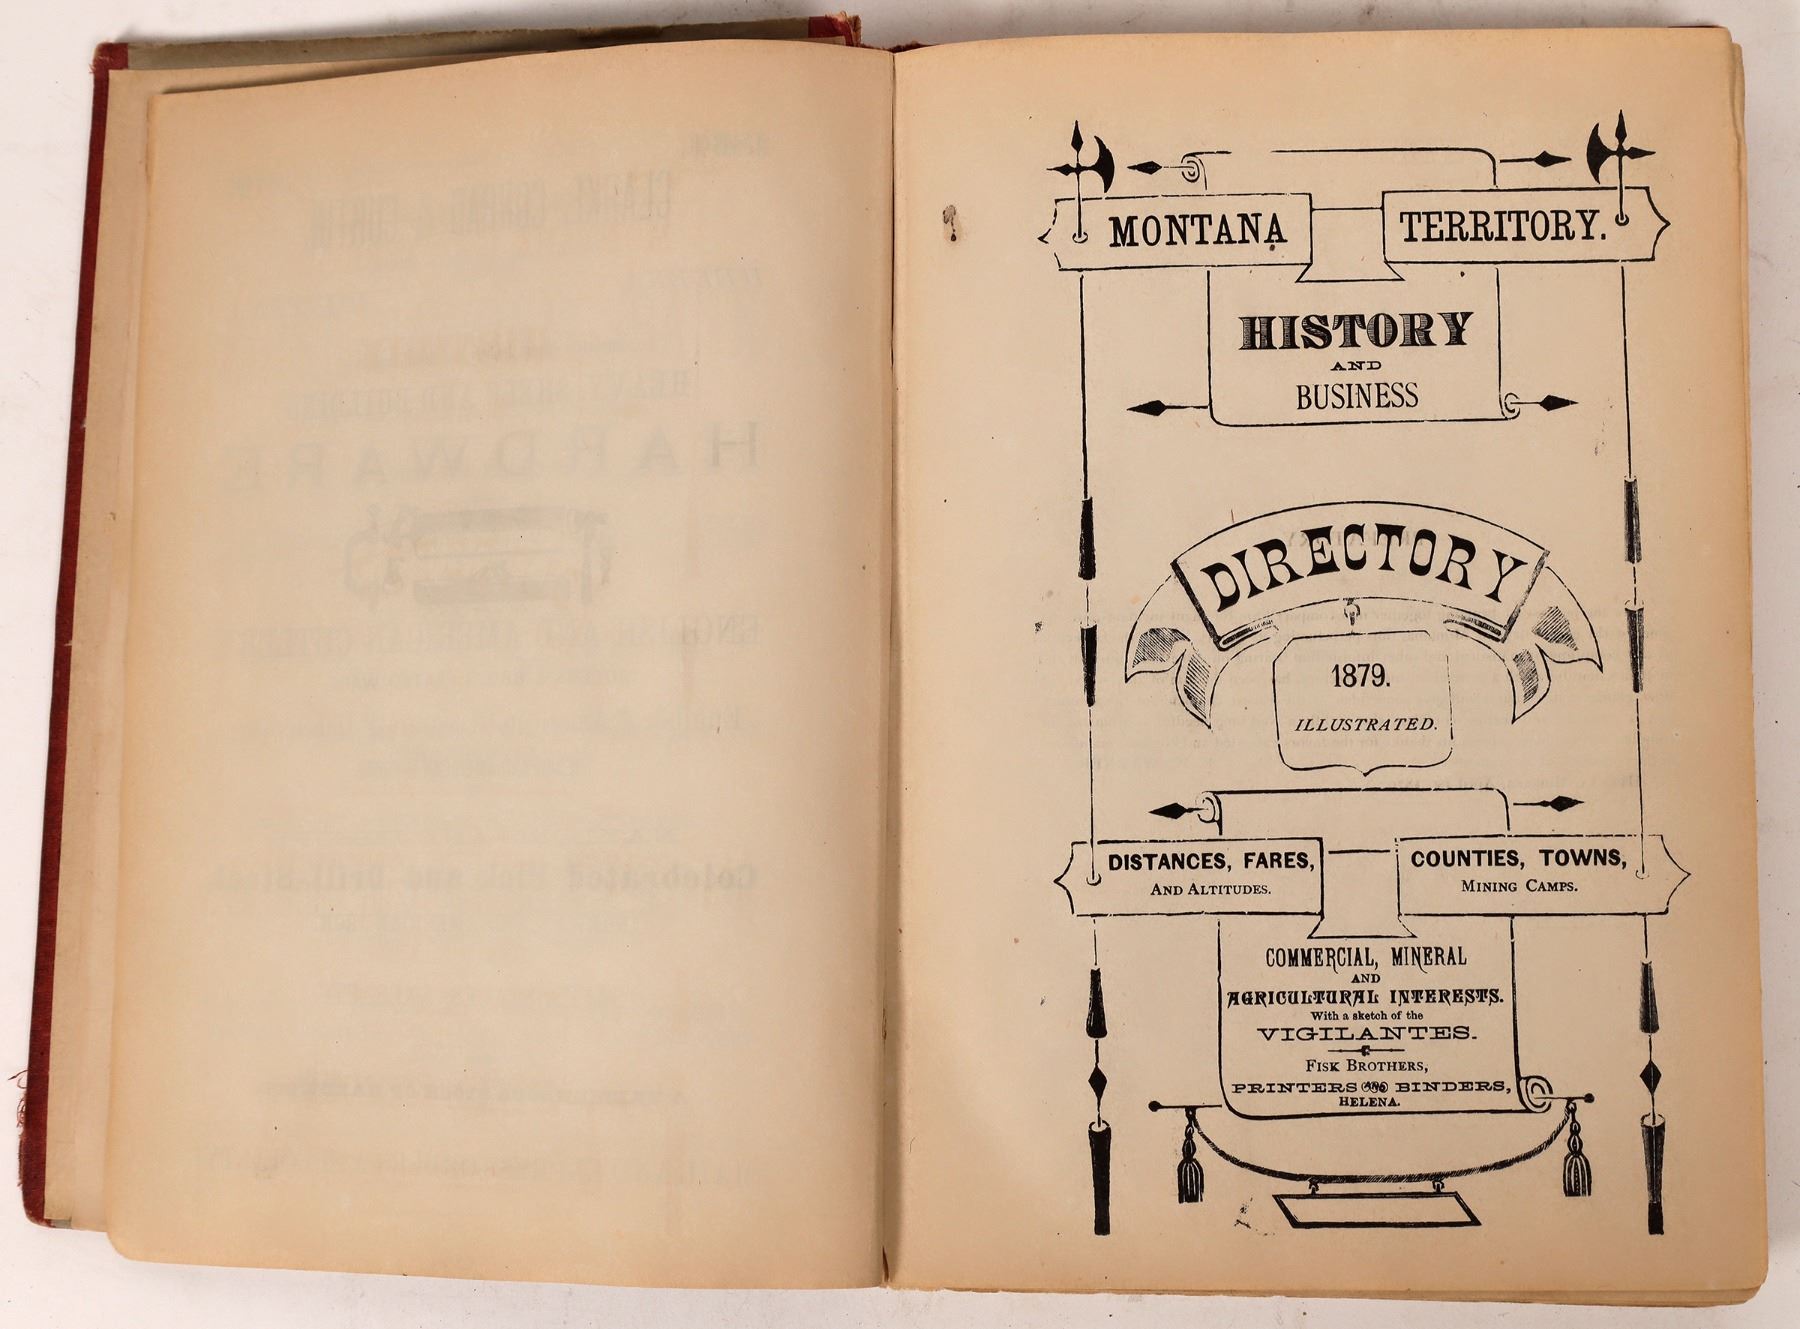 MONTANA TERRITORY.
HISTORY
AND
BUSINESS
DIRECTORY
1879.
ILLUSTRATED.
DISTANCES, FARES,
AND ALTITUDES.
COUNTIES, TOWNS,
MINING CAMPS.
COMMERCIAL, MINERAL
AND
AGRICULTURAL INTERESTS.
With a sketch of the
VIGILANTES.
FISK BROTHERS,
PRINTERS AND BINDERS,
HELENA.
HARDWARE